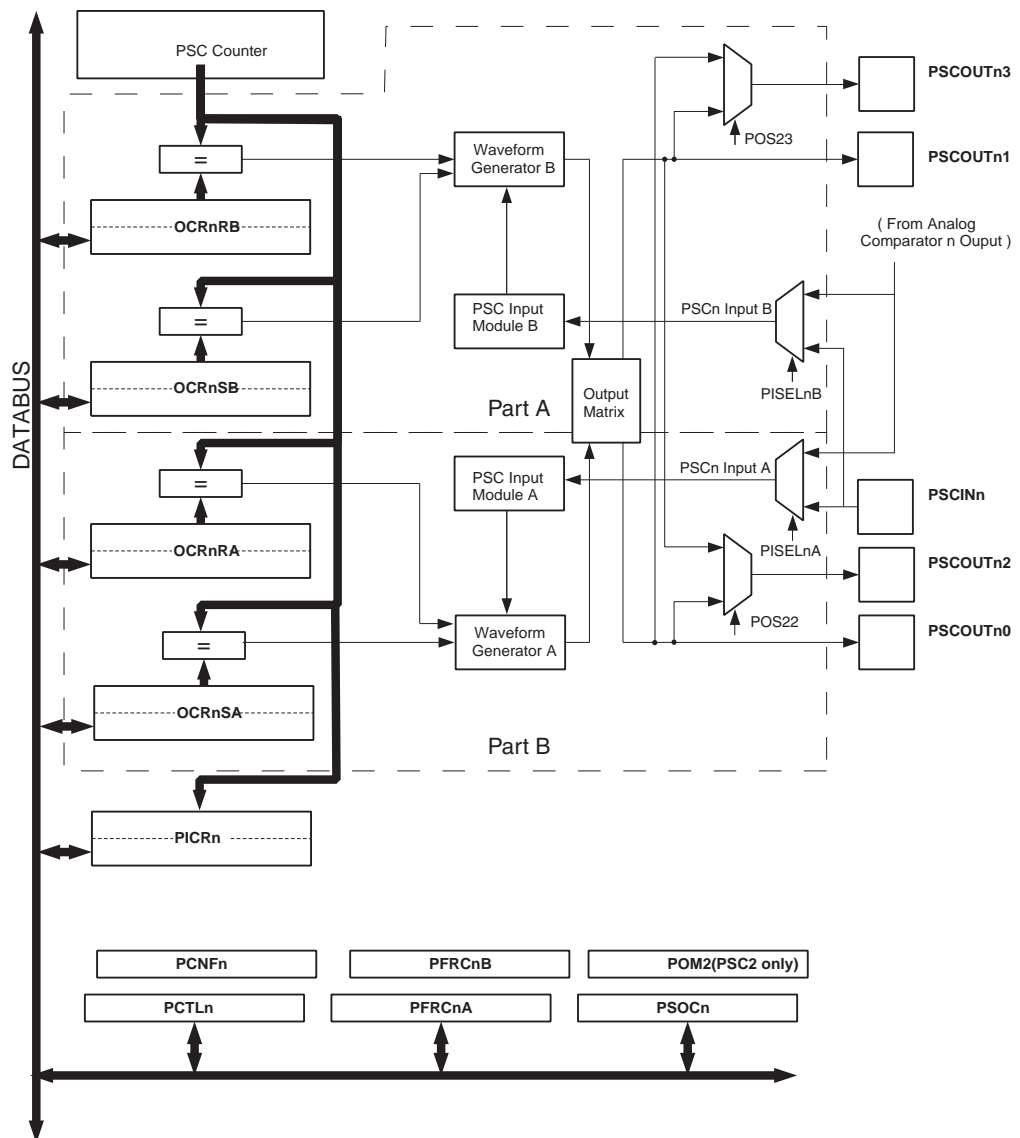 PSC Counter
PSCOUTn3
POS23
=
Waveform
Generator B
PSCOUTn1
OCRnRB
( From Analog
Comparator n Ouput )
=
PSC Input
Module B
PSCn Input B
OCRnSB
Output
Matrix
PISELnB
Part A
DATABUS
=
PSC Input
Module A
PSCn Input A
PSCINn
OCRnRA
PISELnA
PSCOUTn2
=
Waveform
Generator A
POS22
PSCOUTn0
OCRnSA
Part B
PICRn
PCNFn
PFRCnB
POM2(PSC2 only)
PCTLn
PFRCnA
PSOCn